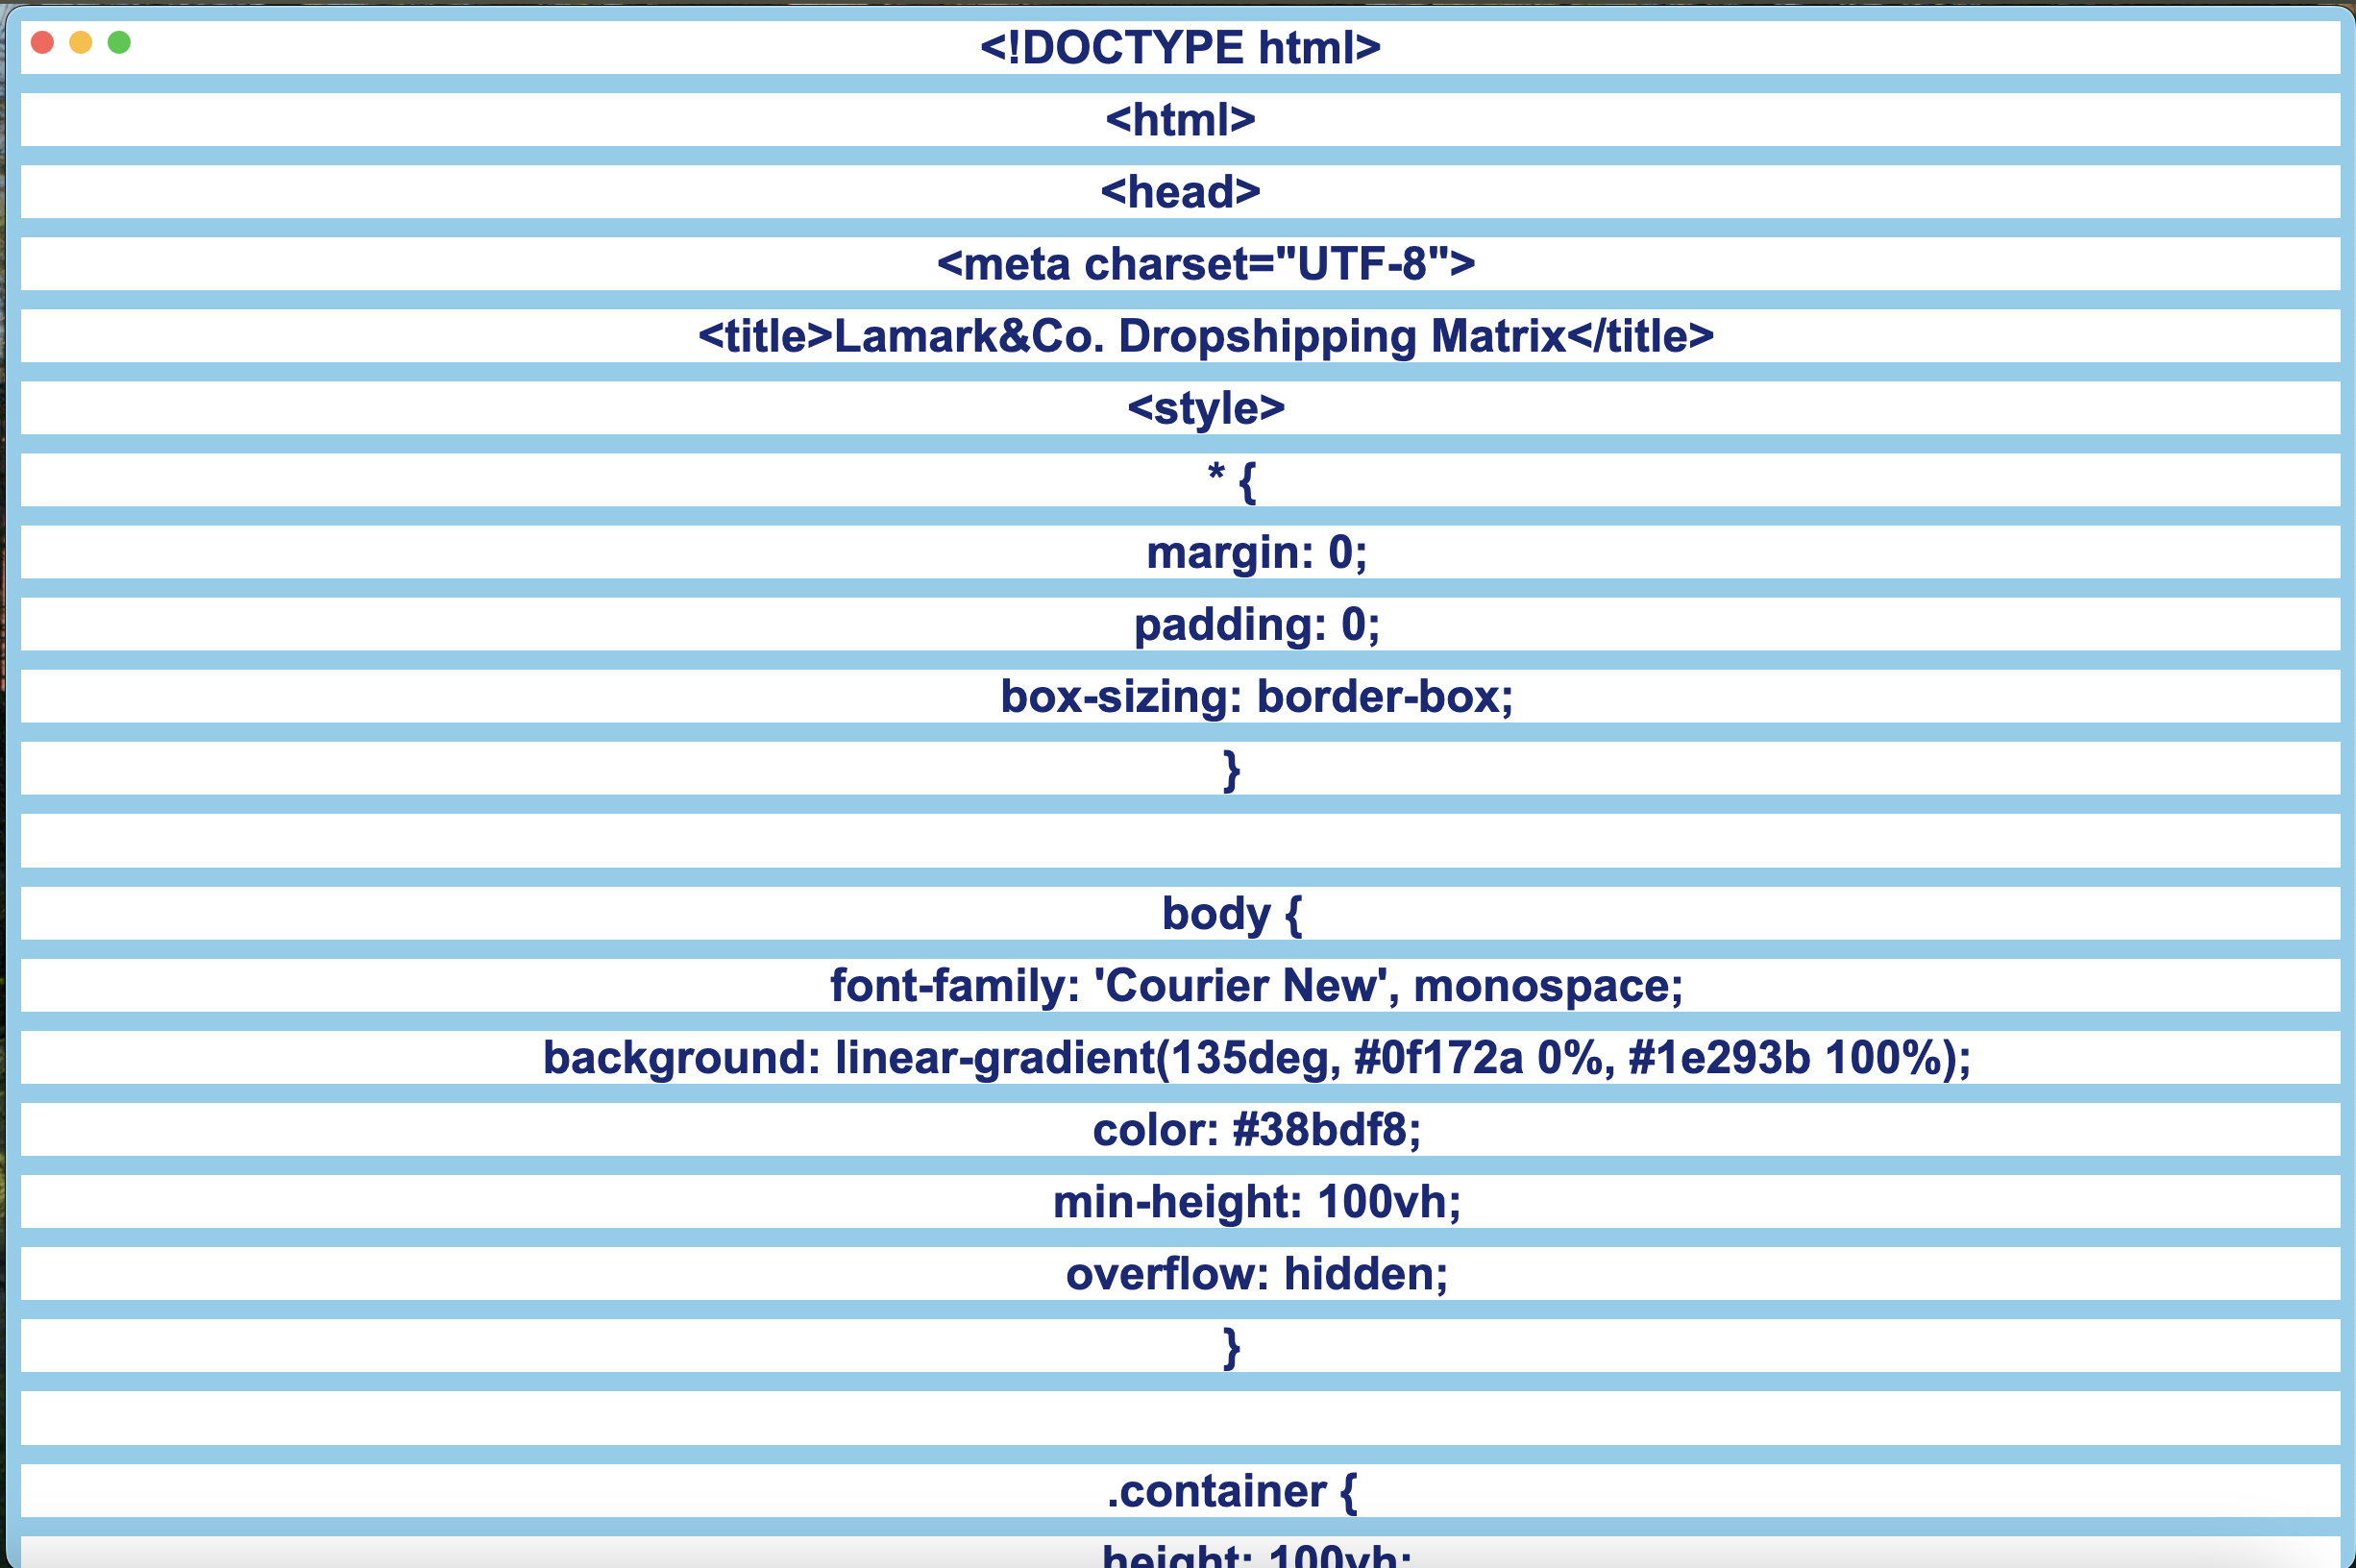 <!DOCTYPE html>
<html>
<head>
<meta charset="UTF-8">
<title>Lamark&Co. Dropshipping Matrix</title>
<style>
* {
margin: 0;
padding: 0;
box-sizing: border-box;
}
body {
font-family: 'Courier New', monospace;
background: linear-gradient(135deg, #0f172a 0%, #1e293b 100%);
color: #38bdf8;
min-height: 100vh;
overflow: hidden;
}
.container {
height: 100vh;